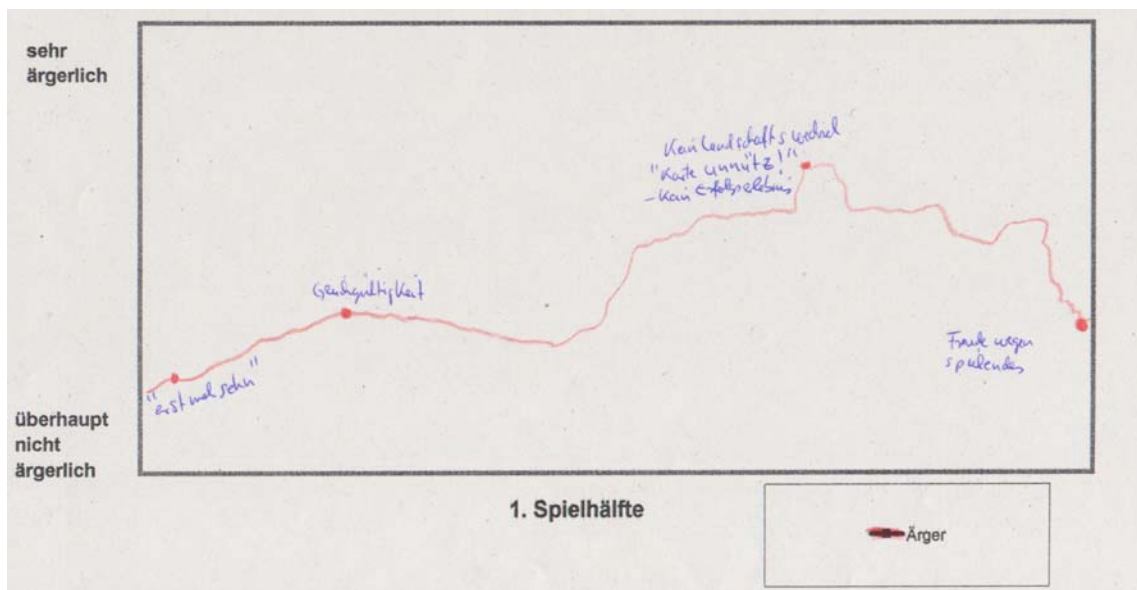 sehr
ärgerlich
Kein Landschaftswechsel
"Karte unnütz!"
- Kein Erfolgserlebnis
Gleichgültigkeit
Freude wegen
spielendes
"erst mal sehn"
überhaupt
nicht
ärgerlich
1. Spielhälfte
Ärger